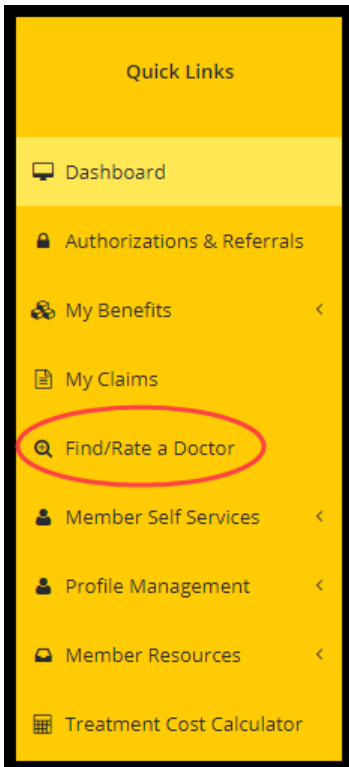 Quick Links
Dashboard
Authorizations & Referrals
My Benefits
My Claims
Find/Rate a Doctor
Member Self Services
Profile Management
Member Resources
Treatment Cost Calculator